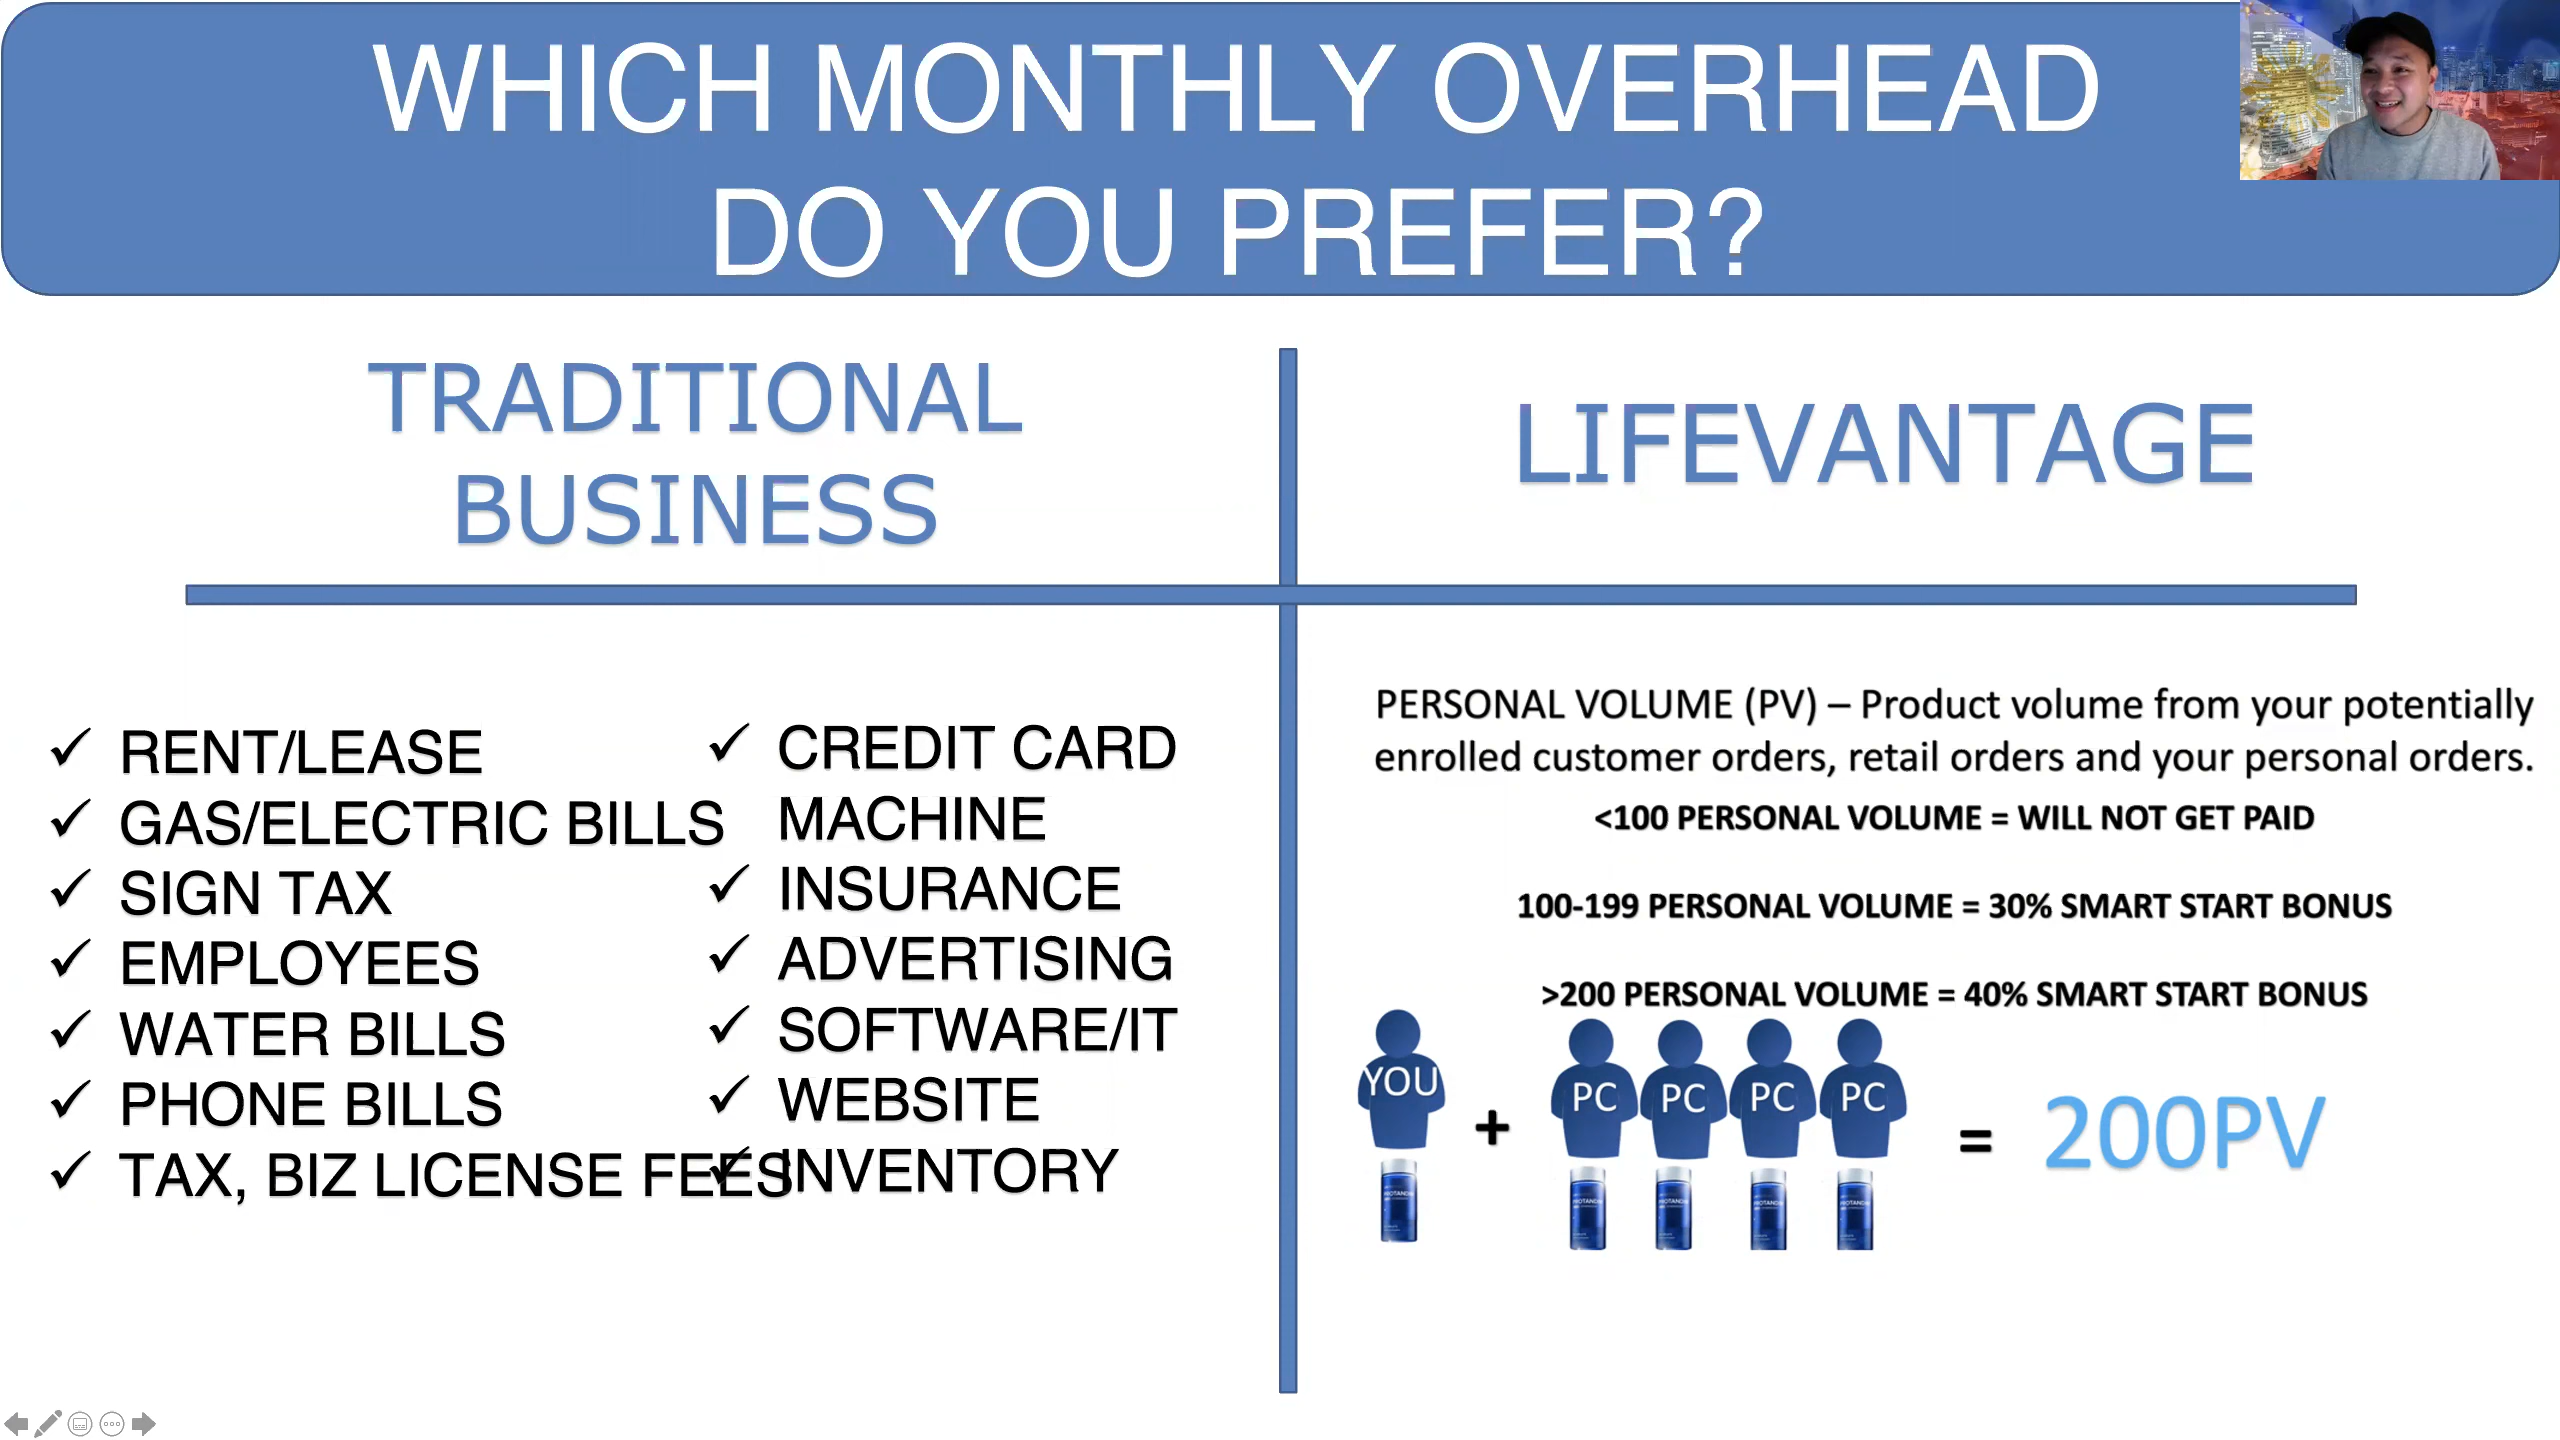 WHICH MONTHLY OVERHEAD
DO YOU PREFER?
TRADITIONAL
BUSINESS
✓ RENT/LEASE
✓ GAS/ELECTRIC BILLS
✓ SIGN TAX
✓ EMPLOYEES
✓ WATER BILLS
✓ PHONE BILLS
✓ TAX, BIZ LICENSE FEES
✓ CREDIT CARD
MACHINE
✓ INSURANCE
✓ ADVERTISING
✓ SOFTWARE/IT
✓ WEBSITE
✓ INVENTORY
LIFEVANTAGE
PERSONAL VOLUME (PV) – Product volume from your potentially
enrolled customer orders, retail orders and your personal orders.
<100 PERSONAL VOLUME = WILL NOT GET PAID
100-199 PERSONAL VOLUME = 30% SMART START BONUS
>200 PERSONAL VOLUME = 40% SMART START BONUS
YOU + PC PC PC PC = 200PV